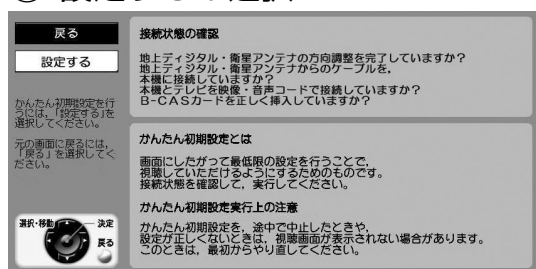 戻る
設定する
かんたん初期設定を行
うには,「設定する」を
選択してください。
元の画面に戻るには,
「戻る」を選択してく
ださい。
選択・移動
決定
戻る
接続状態の確認
地上ディジタル・衛星アンテナの方向調整を完了していますか?
地上ディジタル・衛星アンテナからのケーブルを,
本機に接続していますか?
本機とテレビを映像・音声コードで接続していますか?
B-CASカードを正しく挿入していますか?
かんたん初期設定とは
画面にしたがって最低限の設定を行うことで,
視聴していただけるようにするためのものです。
接続状態を確認して,実行してください。
かんたん初期設定実行上の注意
かんたん初期設定を,途中で中止したときや,
設定が正しくないときは,視聴画面が表示されない場合があります。
このときは,最初からやり直してください。